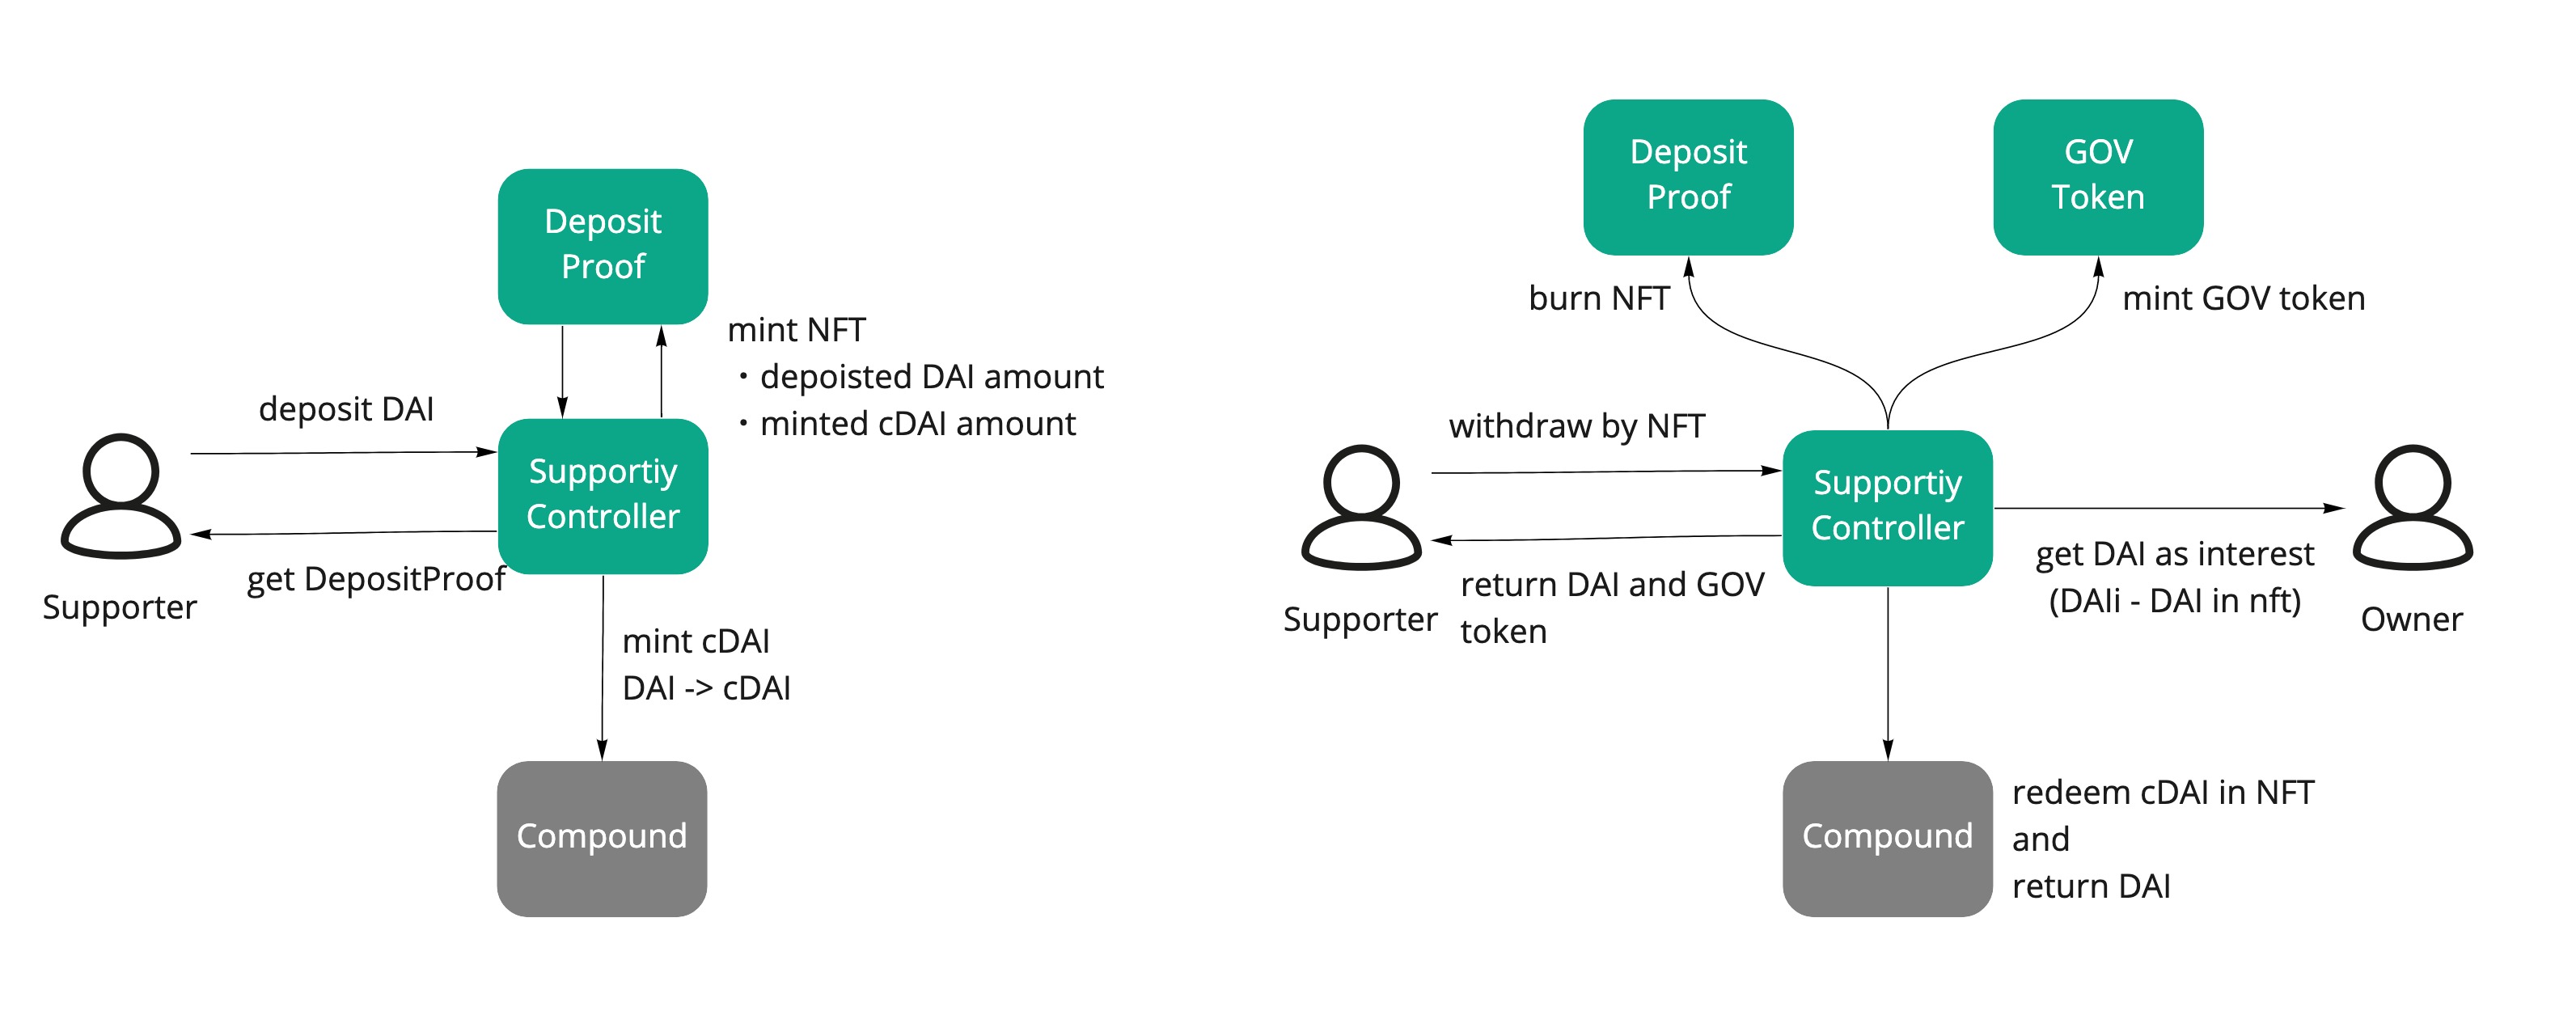 Deposit
Proof
mint NFT
・depoisted DAI amount
・minted cDAI amount
deposit DAI
Supportiy
Controller
get DepositProof
Supporter
mint cDAI
DAI -> cDAI
Compound
Deposit
Proof
GOV
Token
burn NFT
mint GOV token
withdraw by NFT
Supportiy
Controller
return DAI and GOV
token
Supporter
get DAI as interest
(DAIi - DAI in nft)
Owner
Compound
redeem cDAI in NFT
and
return DAI